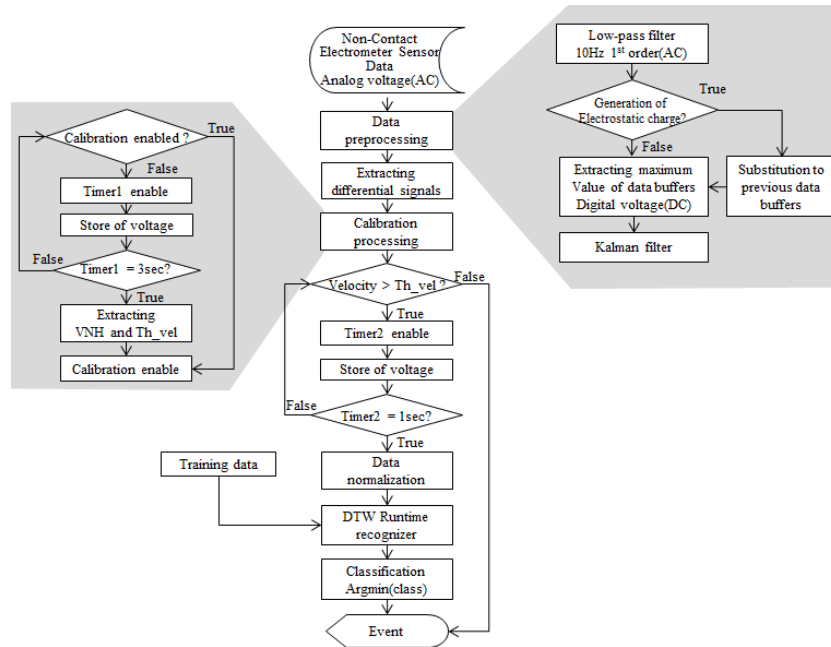 Non-Contact
Electrometer Sensor
Data
Analog voltage(AC)
Data
preprocessing
Extracting
differential signals
Calibration
processing
Velocity > Th_vel ?
False
True
Timer2 enable
Store of voltage
False
Timer2 = 1sec?
True
Data
normalization
Training data
DTW Runtime
recognizer
Classification
Argmin(class)
Event
Calibration enabled ?
True
False
Timer1 enable
Store of voltage
False
Timer1 = 3sec?
True
Extracting
VNH and Th_vel
Calibration enable
Low-pass filter
10Hz 1st order(AC)
True
Generation of
Electrostatic charge?
False
Extracting maximum
Value of data buffers
Digital voltage(DC)
Substitution to
previous data
buffers
Kalman filter